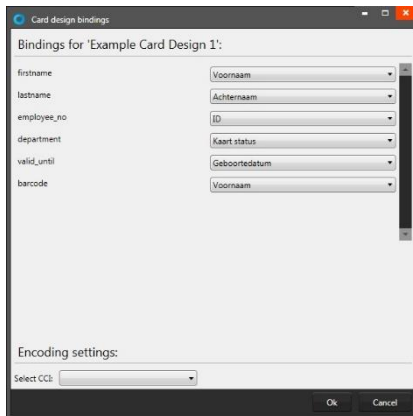 Card design bindings
Bindings for 'Example Card Design 1':
firstname Voornaam
lastname Achternaam
employee_no ID
department Kaart status
valid_until Geboortedatum
barcode Voornaam
Encoding settings:
Select CCI:
Ok Cancel